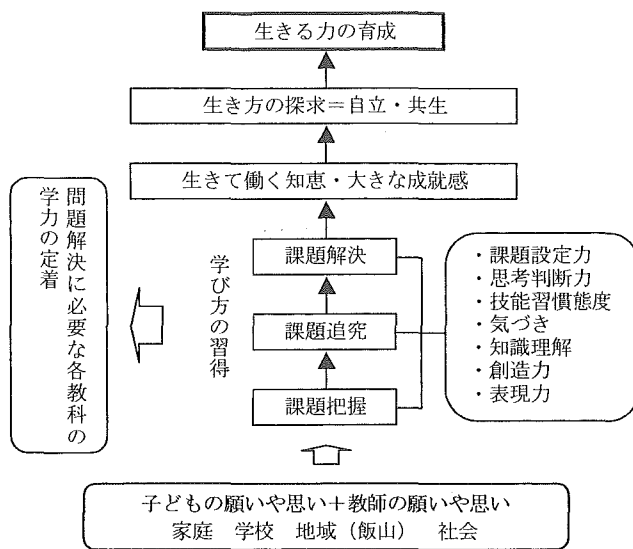 生きる力の育成
生き方の探求＝自立・共生
生きて働く知恵・大きな成就感
問題解決に必要な各教科の
学力の定着
学び方の習得
課題解決
課題追究
課題把握
・課題設定力
・思考判断力
・技能習慣態度
・気づき
・知識理解
・創造力
・表現力
子どもの願いや思い＋教師の願いや思い
家庭　学校　地域（飯山）　社会